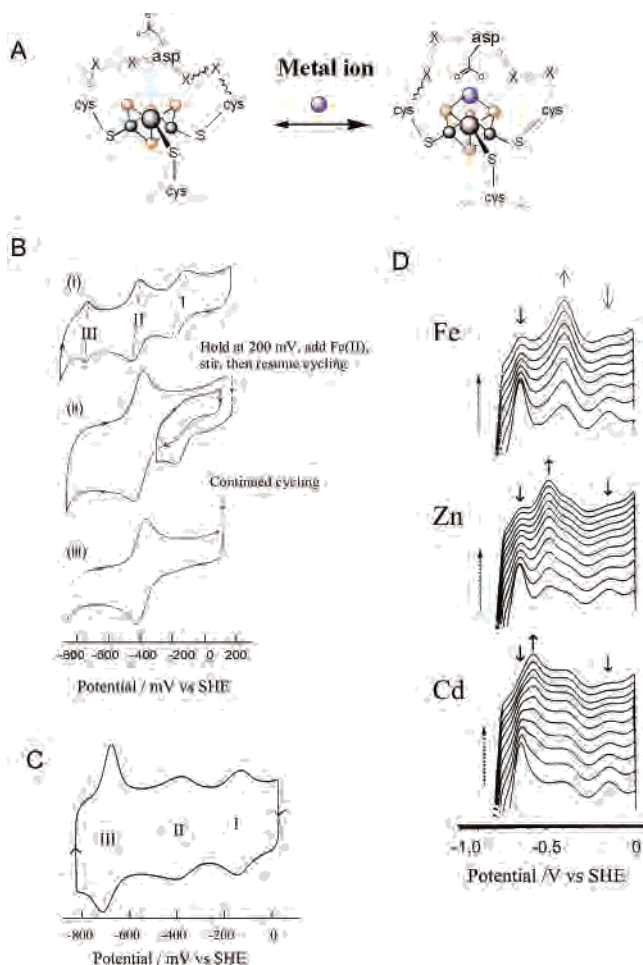 A
X X asp X X
cys cys
S S
S
cys
Metal ion
X asp X X
X
cys cys
S S
S
cys
B
(i)
III II I
Hold at 200 mV, add Fe(II),
stir, then resume cycling
(ii)
Continued cycling
(iii)
-800 -600 -400 -200 0 200
Potential / mV vs SHE
C
III II I
-800 -600 -400 -200 0
Potential / mV vs SHE
D
Fe
Zn
Cd
-1,0 -0,5 0
Potential /V vs SHE